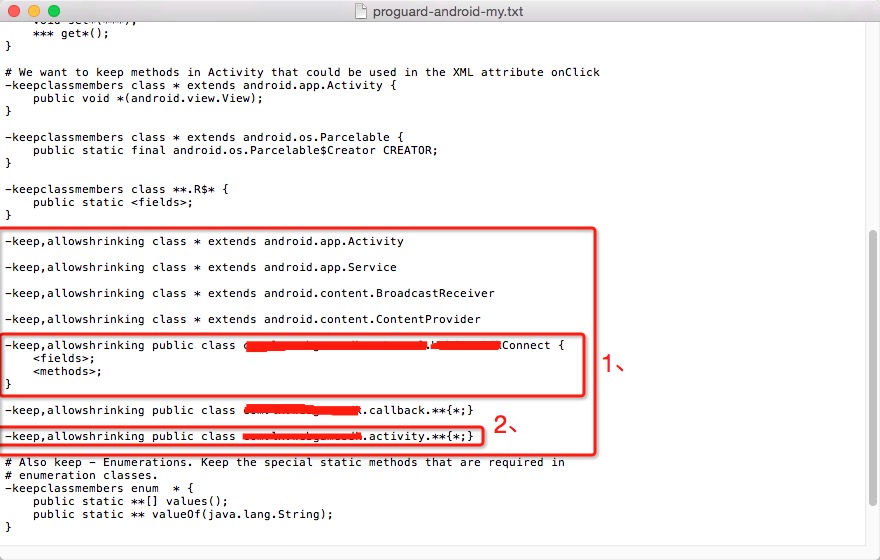 proguard-android-my.txt
void set*(***);
*** get*();
}
# We want to keep methods in Activity that could be used in the XML attribute onClick
-keepclassmembers class * extends android.app.Activity {
public void *(android.view.View);
}
-keepclassmembers class * extends android.os.Parcelable {
public static final android.os.Parcelable$Creator CREATOR;
}
-keepclassmembers class **.R$* {
public static <fields>;
}
-keep,allowshrinking class * extends android.app.Activity
-keep,allowshrinking class * extends android.app.Service
-keep,allowshrinking class * extends android.content.BroadcastReceiver
-keep,allowshrinking class * extends android.content.ContentProvider
-keep,allowshrinking public class Connect {
<fields>;
<methods>;
}
1、
-keep,allowshrinking public class .callback.**{*;}
2、
-keep,allowshrinking public class .activity.**{*;}
# Also keep - Enumerations. Keep the special static methods that are required in
# enumeration classes.
-keepclassmembers enum  * {
public static **[] values();
public static ** valueOf(java.lang.String);
}